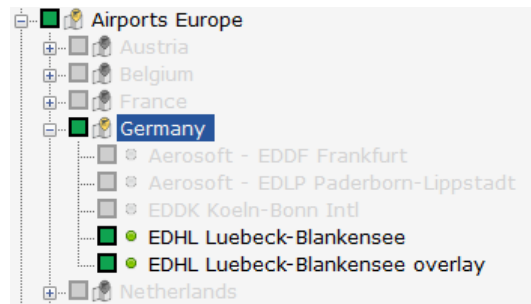 Airports Europe
Austria
Belgium
France
Germany
Aerosoft - EDDF Frankfurt
Aerosoft - EDLP Paderborn-Lippstadt
EDDK Koeln-Bonn Intl
EDHL Luebeck-Blankensee
EDHL Luebeck-Blankensee overlay
Netherlands